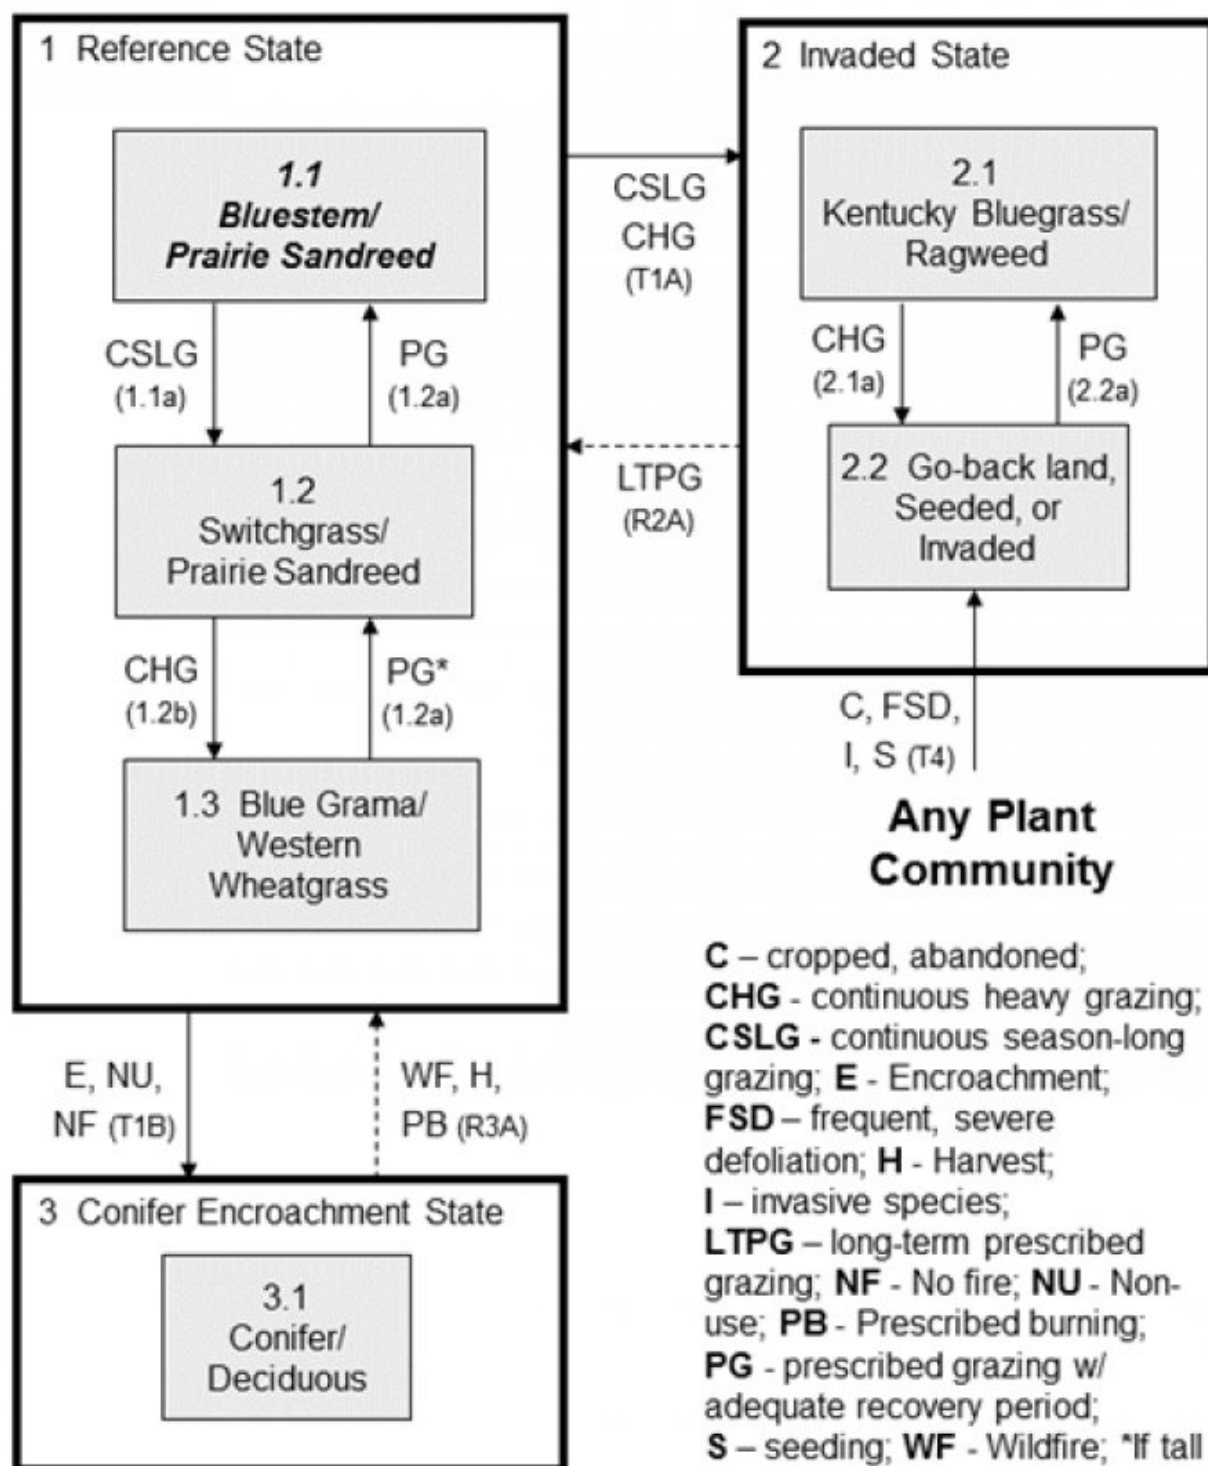 1 Reference State
1.1
Bluestem/
Prairie Sandreed
CSLG
(1.1a)
PG
(1.2a)
1.2
Switchgrass/
Prairie Sandreed
CHG
(1.2b)
PG*
(1.2a)
1.3 Blue Grama/
Western
Wheatgrass
CSLG
CHG
(T1A)
LTPG
(R2A)
2 Invaded State
2.1
Kentucky Bluegrass/
Ragweed
CHG
(2.1a)
PG
(2.2a)
2.2 Go-back land,
Seeded, or
Invaded
C, FSD,
I, S (T4)
Any Plant
Community
E, NU,
NF (T1B)
WF, H,
PB (R3A)
3 Conifer Encroachment State
3.1
Conifer/
Deciduous
C – cropped, abandoned;
CHG - continuous heavy grazing;
CSLG - continuous season-long
grazing; E - Encroachment;
FSD – frequent, severe
defoliation; H - Harvest;
I – invasive species;
LTPG – long-term prescribed
grazing; NF - No fire; NU - Non-
use; PB - Prescribed burning;
PG - prescribed grazing w/
adequate recovery period;
S – seeding; WF - Wildfire; *If tall